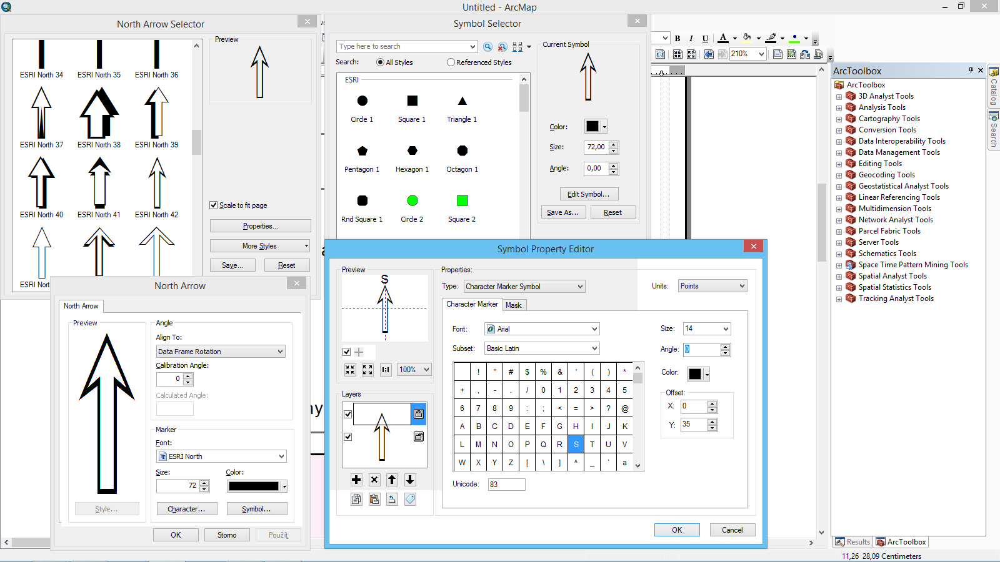 Untitled - ArcMap
North Arrow Selector
ESRI North 34
ESRI North 35
ESRI North 36
ESRI North 37
ESRI North 38
ESRI North 39
ESRI North 40
ESRI North 41
ESRI North 42
Preview
Scale to fit page
Properties...
More Styles
Save...
Reset
Symbol Selector
Type here to search
Search:
All Styles
Referenced Styles
ESRI
Circle 1
Square 1
Triangle 1
Pentagon 1
Hexagon 1
Octagon 1
Rnd Square 1
Circle 2
Square 2
Current Symbol
Color:
Size:
72,00
Angle:
0,00
Edit Symbol...
Save As...
Reset
B I U A
1:1
210%
ArcToolbox
ArcToolbox
3D Analyst Tools
Analysis Tools
Cartography Tools
Conversion Tools
Data Interoperability Tools
Data Management Tools
Editing Tools
Geocoding Tools
Geostatistical Analyst Tools
Linear Referencing Tools
Multidimension Tools
Network Analyst Tools
Parcel Fabric Tools
Server Tools
Schematics Tools
Space Time Pattern Mining Tools
Spatial Analyst Tools
Spatial Statistics Tools
Tracking Analyst Tools
Catalog
Search
Results
ArcToolbox
11,26 28,09 Centimeters
North Arrow
North Arrow
Preview
Style...
Angle
Align To:
Data Frame Rotation
Calibration Angle:
0
Calculated Angle:
Marker
Font:
ESRI North
Size:
72
Color:
Character...
Symbol...
OK
Storno
Použít
Symbol Property Editor
Preview
S
1:1
100%
Layers
Properties:
Type:
Character Marker Symbol
Units:
Points
Character Marker
Mask
Font:
Arial
Subset:
Basic Latin
! " # $ % & ' ( ) *
+ , - . / 0 1 2 3 4 5
6 7 8 9 : ; < = > ? @
A B C D E F G H I J K
L M N O P Q R S T U V
W X Y Z [ \ ] ^ _ ` a
Unicode:
83
Size:
14
Angle:
0
Color:
Offset:
X:
0
Y:
35
OK
Cancel